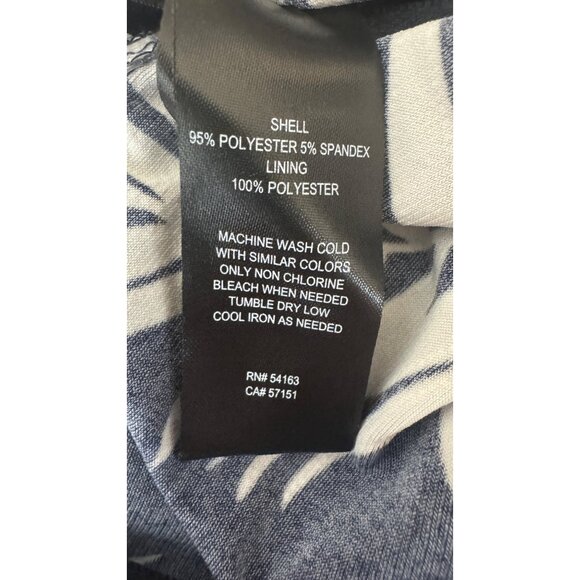 SHELL
95% POLYESTER 5% SPANDEX
LINING
100% POLYESTER
MACHINE WASH COLD
WITH SIMILAR COLORS
ONLY NON CHLORINE
BLEACH WHEN NEEDED
TUMBLE DRY LOW
COOL IRON AS NEEDED
RN# 54163
CA# 57151